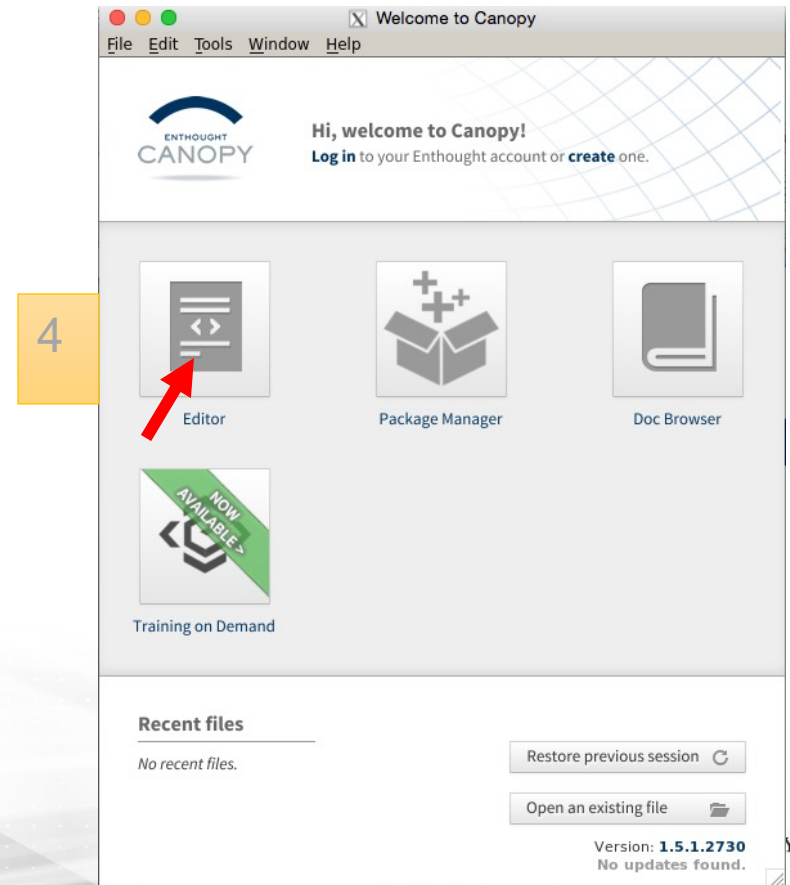 Welcome to Canopy
File Edit Tools Window Help
ENTHOUGHT
CANOPY
Hi, welcome to Canopy!
Log in to your Enthought account or create one.
4
Editor
Package Manager
Doc Browser
NOW
AVAILABLE >
Training on Demand
Recent files
No recent files.
Restore previous session
Open an existing file
Version: 1.5.1.2730
No updates found.